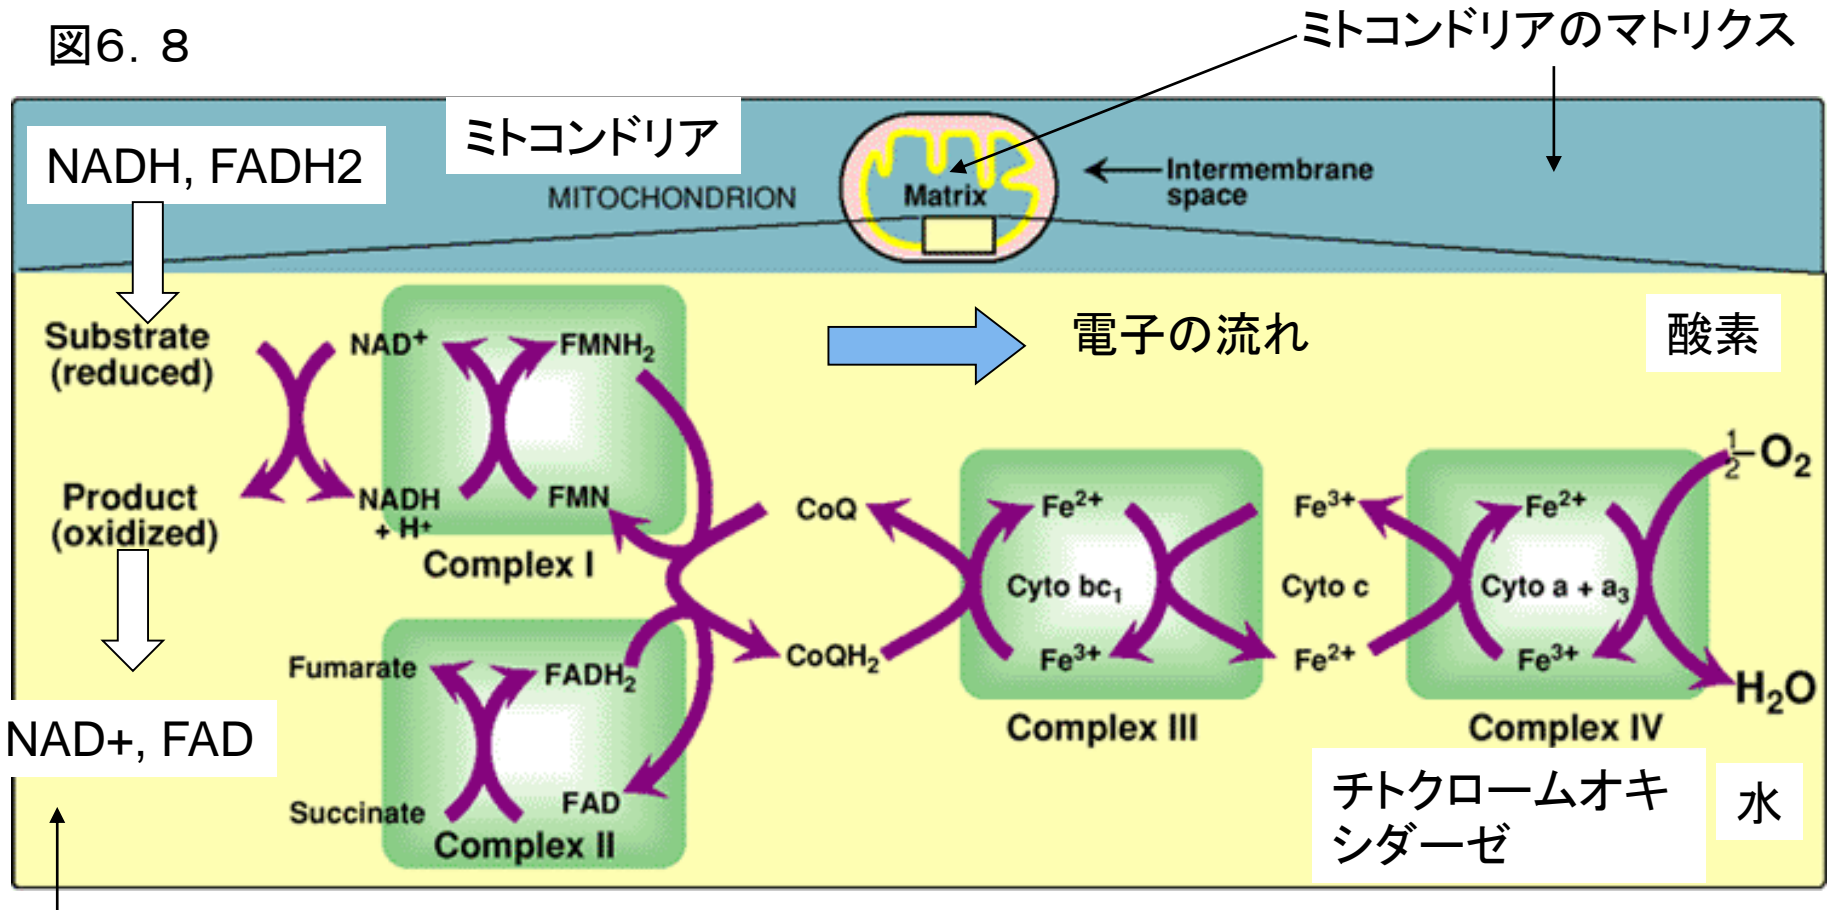 図6.8
ミトコンドリアのマトリクス
ミトコンドリア
NADH, FADH2
MITOCHONDRION
Matrix
Intermembrane
space
電子の流れ
酸素
Substrate
(reduced)
NAD⁺
FMNH₂
Product
(oxidized)
NADH
+ H⁺
FMN
Complex I
CoQ
Fe²⁺
Fe³⁺
Fe²⁺
½-O₂
Cyto bc₁
Cyto c
Cyto a + a₃
CoQH₂
Fe³⁺
Fe²⁺
Fe³⁺
H₂O
Fumarate
FADH₂
Complex III
Complex IV
NAD+, FAD
Succinate
FAD
Complex II
チトクロームオキ
シダーゼ
水